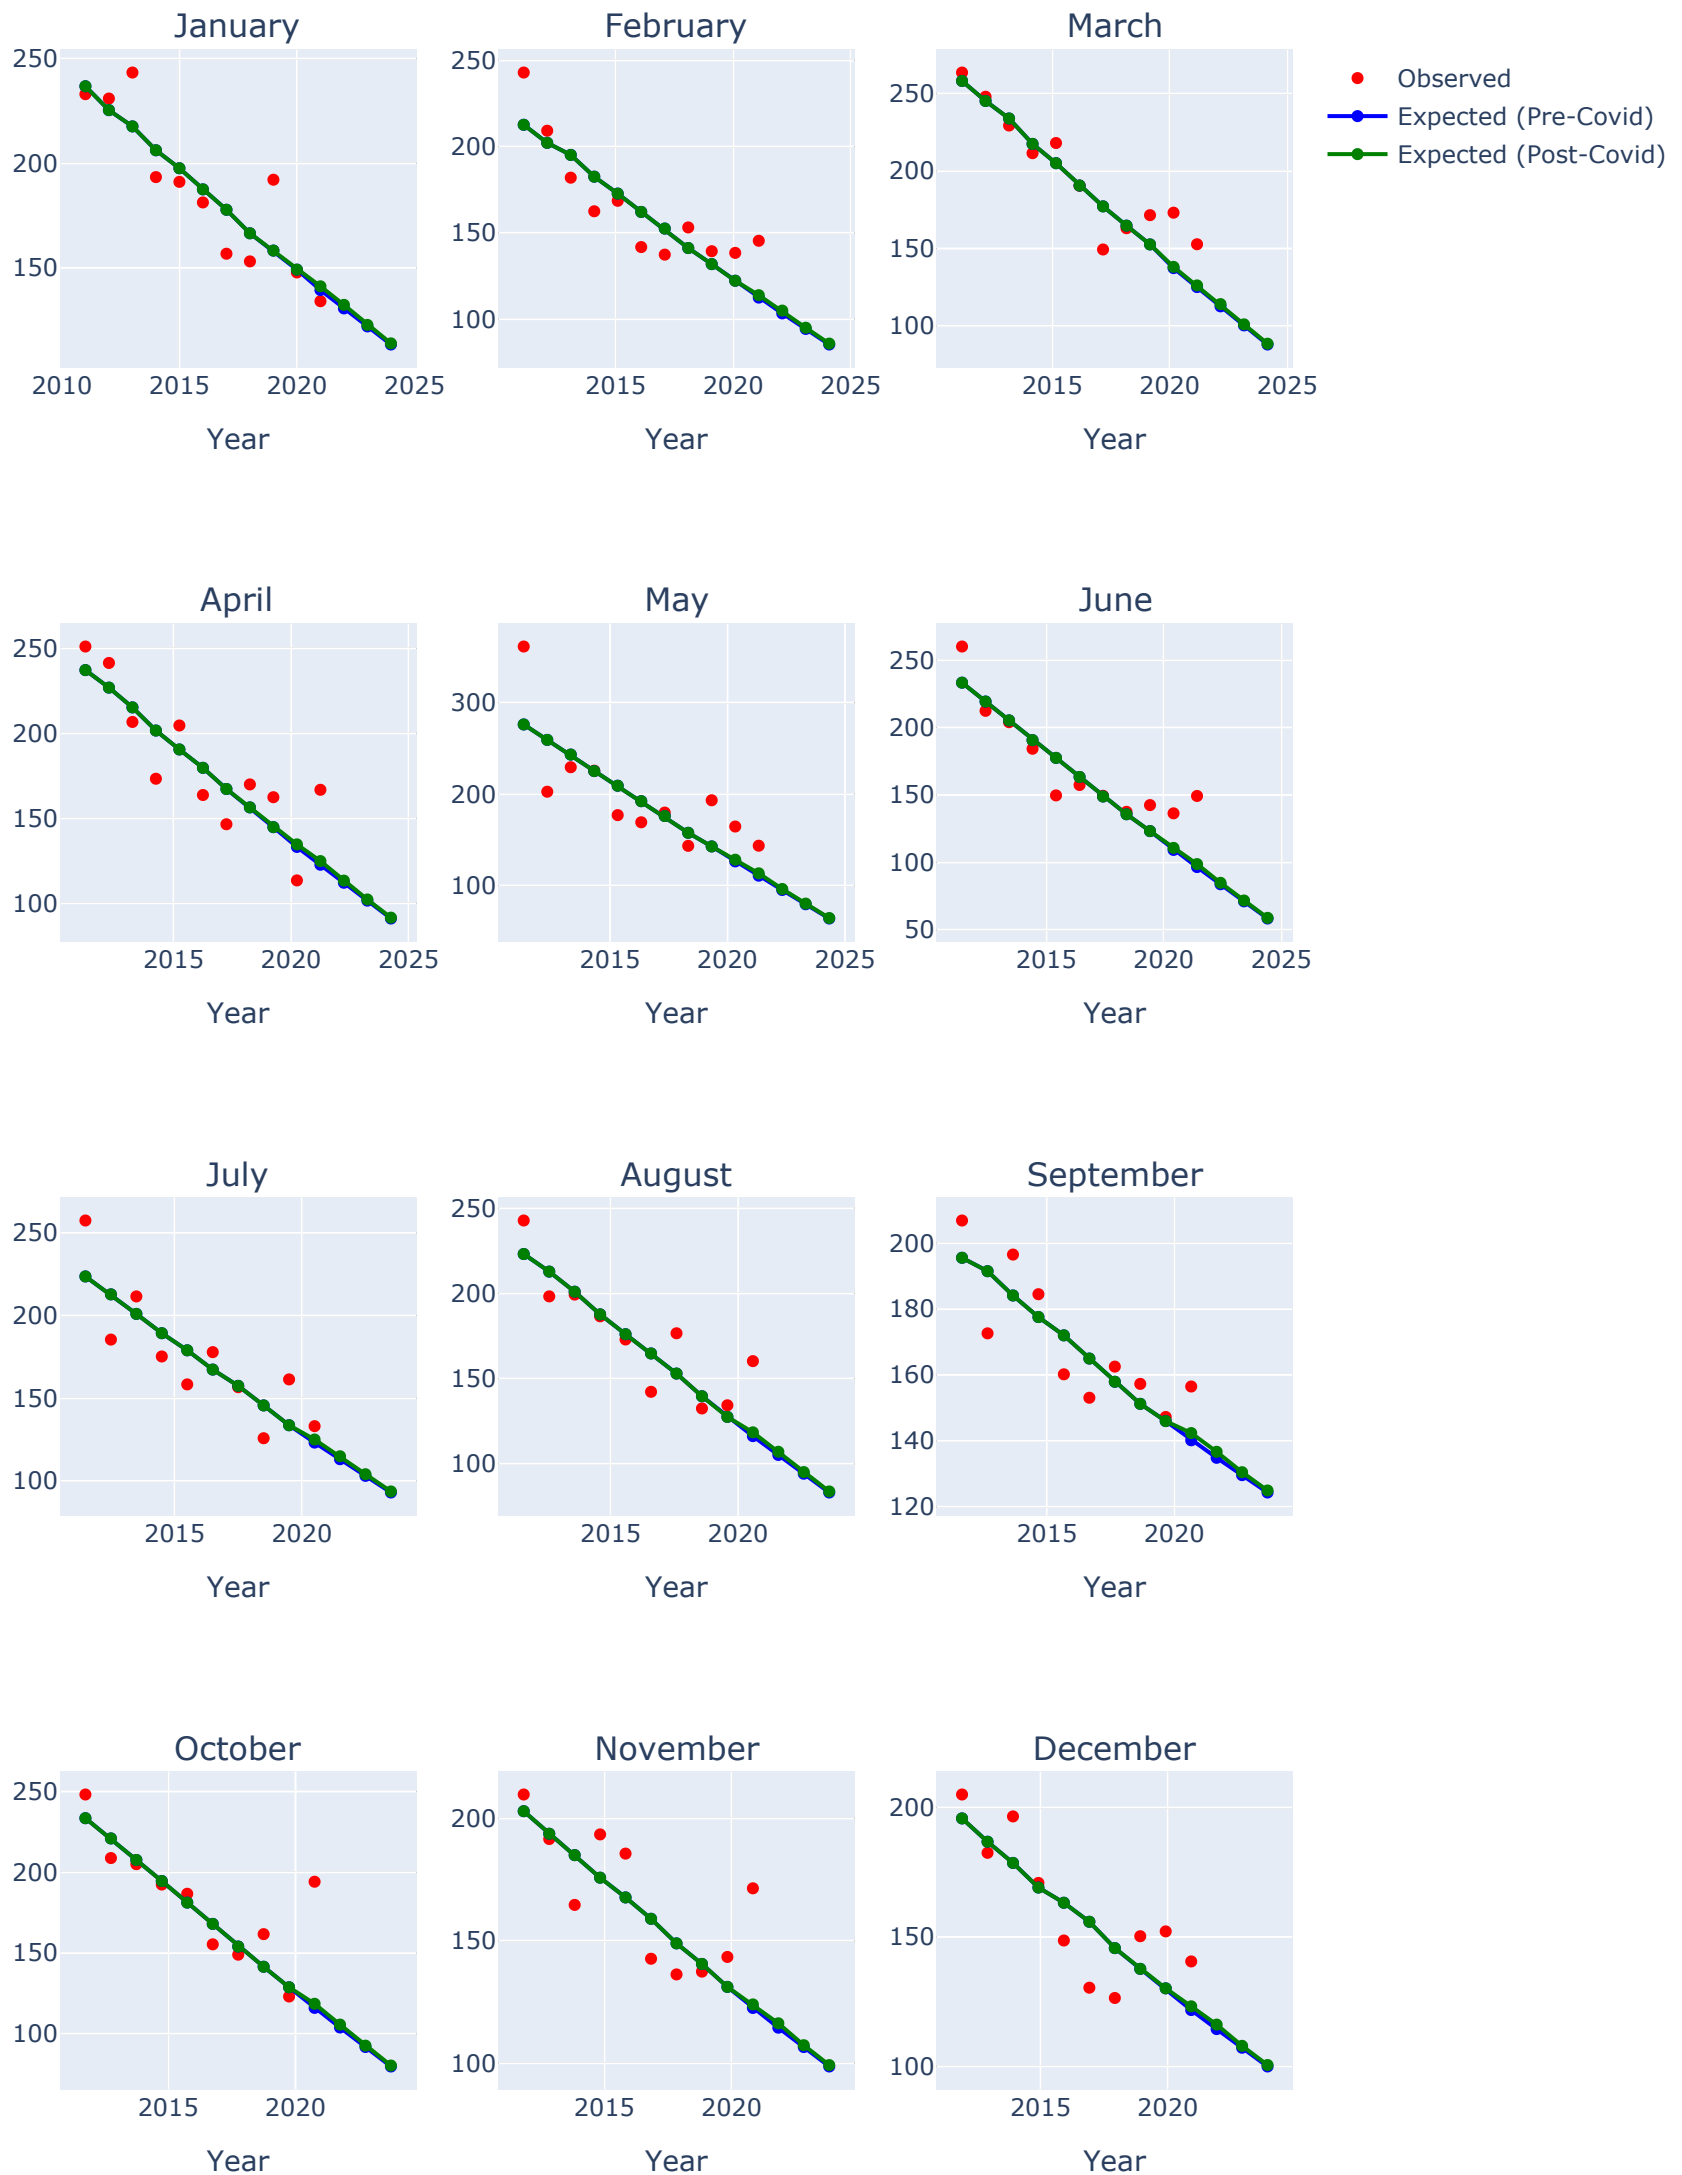 January
February
March
250
200
150
2010
2015
2020
2025
Year
250
200
150
100
2015
2020
2025
Year
250
200
150
100
2015
2020
2025
Year
Observed
Expected (Pre-Covid)
Expected (Post-Covid)
April
May
June
250
200
150
100
2015
2020
2025
Year
300
200
100
2015
2020
2025
Year
250
200
150
100
50
2015
2020
2025
Year
July
August
September
250
200
150
100
2015
2020
Year
250
200
150
100
2015
2020
Year
200
180
160
140
120
2015
2020
Year
October
November
December
250
200
150
100
2015
2020
Year
200
150
100
2015
2020
Year
200
150
100
2015
2020
Year